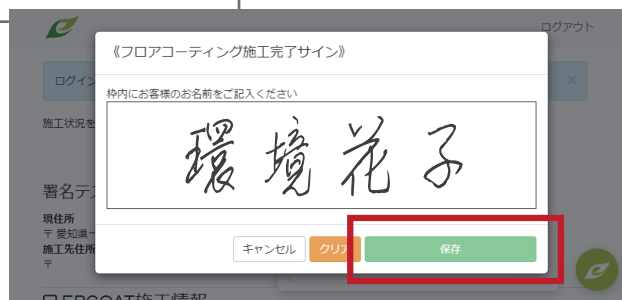 ログアウト
《フロアコーティング施工完了サイン》
ログイン
枠内にお客様のお名前をご記入ください
施工状況を
環境花子
署名テス
現住所
〒 愛知県一
施工先住所
〒
キャンセル クリア 保存
EPCOAT施工情報